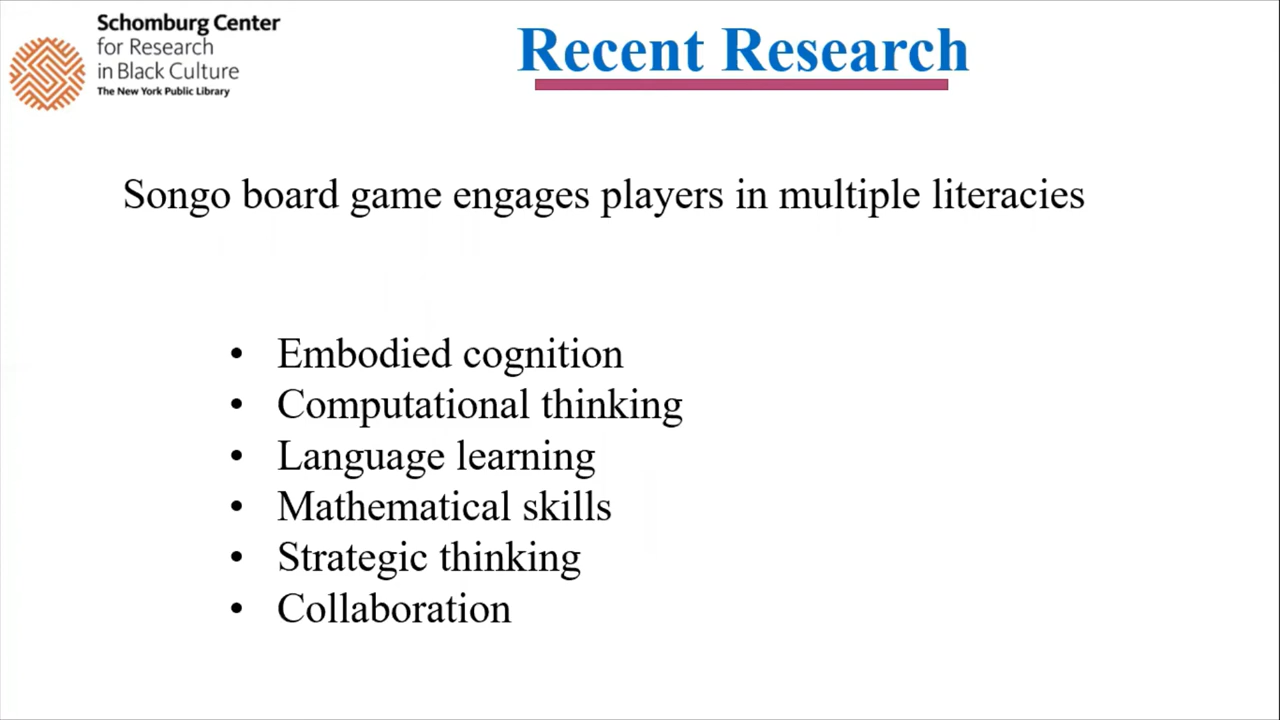 Schomburg Center
for Research
in Black Culture
The New York Public Library
Recent Research
Songo board game engages players in multiple literacies
• Embodied cognition
• Computational thinking
• Language learning
• Mathematical skills
• Strategic thinking
• Collaboration